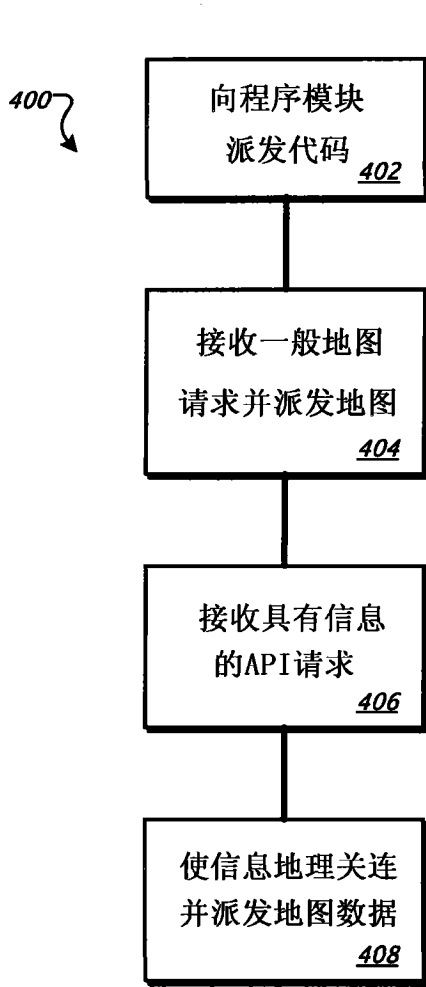 400
向程序模块
派发代码
402
接收一般地图
请求并派发地图
404
接收具有信息
的API请求
406
使信息地理关连
并派发地图数据
408